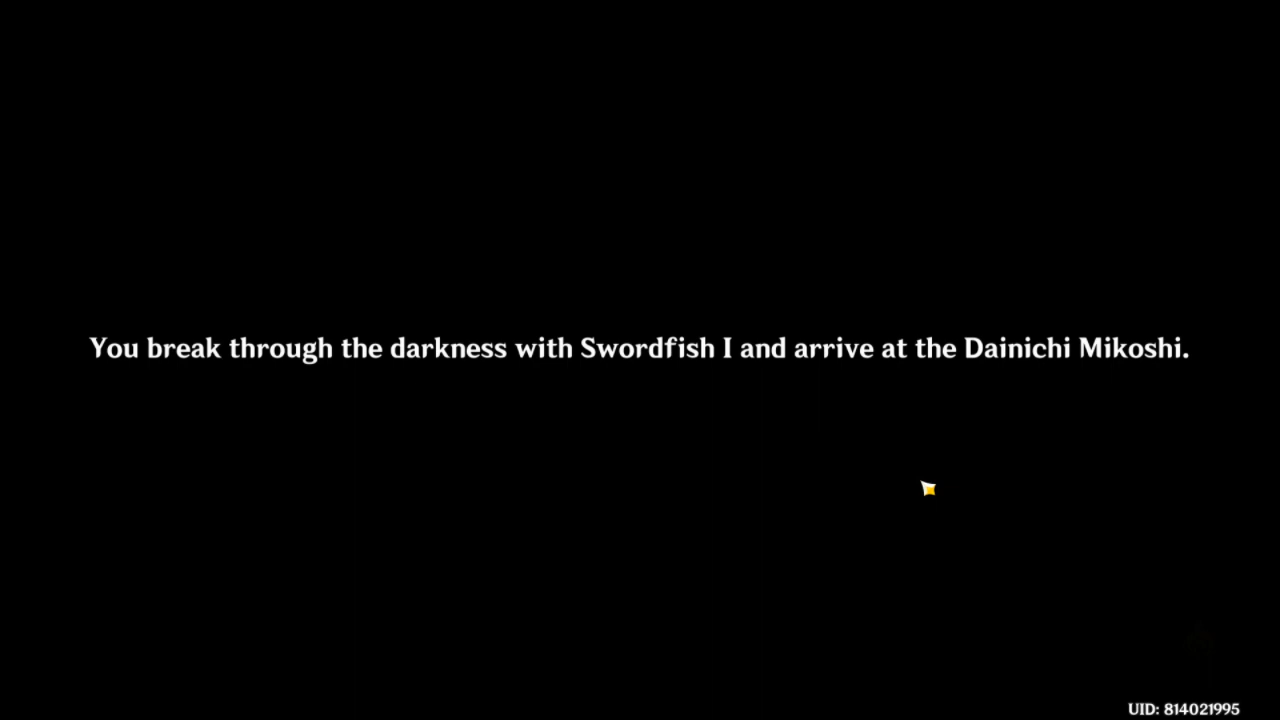 You break through the darkness with Swordfish I and arrive at the Dainichi Mikoshi.
UID: 814021995